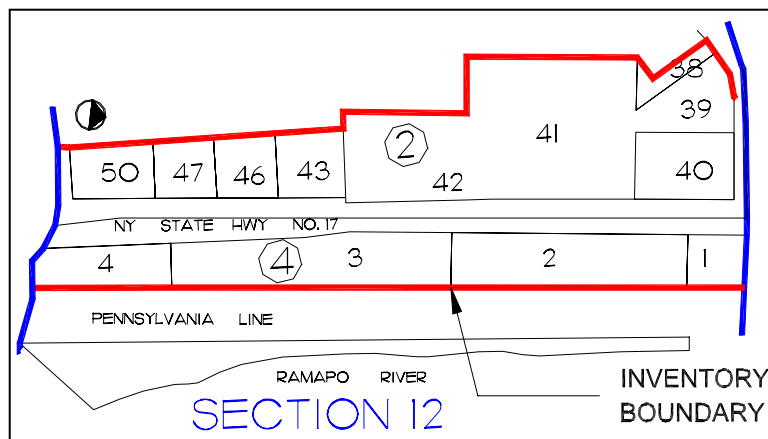 38
39
41
2
50
47
46
43
42
40
NY STATE HWY NO. 17
4
4
3
2
1
PENNSYLVANIA LINE
RAMAPO RIVER
INVENTORY
BOUNDARY
SECTION 12